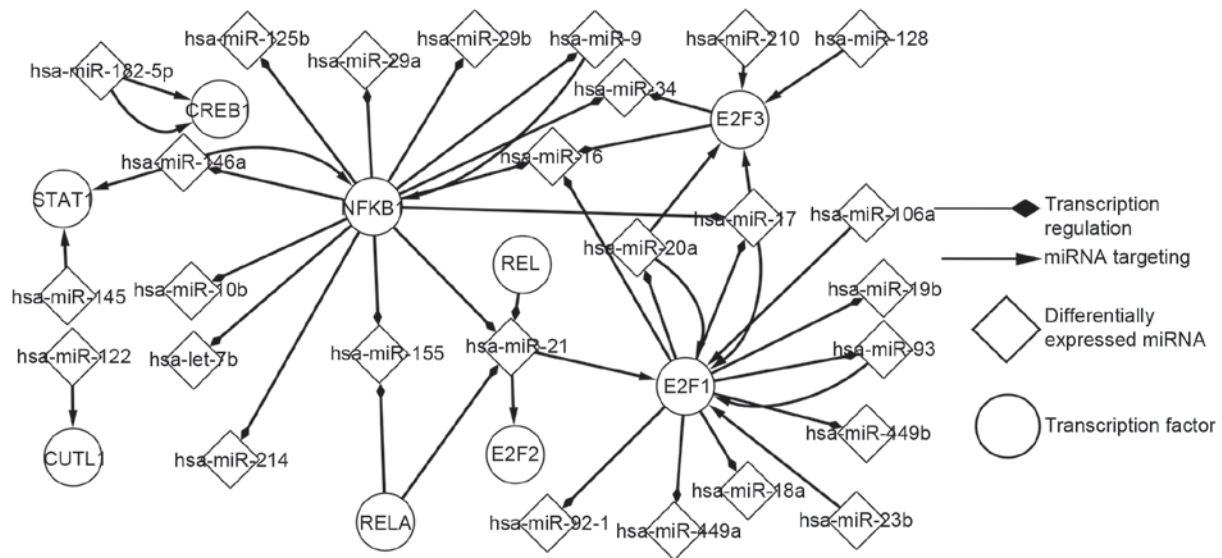 hsa-miR-125b
hsa-miR-29a
hsa-miR-29b
hsa-miR-9
hsa-miR-210
hsa-miR-128
hsa-miR-182-5p
hsa-miR-34
CREB1
E2F3
hsa-miR-146a
hsa-miR-16
STAT1
NFKB1
hsa-miR-17
hsa-miR-106a
hsa-miR-20a
REL
hsa-miR-145
hsa-miR-10b
hsa-miR-19b
hsa-miR-122
hsa-let-7b
hsa-miR-155
hsa-miR-21
hsa-miR-93
E2F1
CUTL1
hsa-miR-214
E2F2
hsa-miR-449b
RELA
hsa-miR-92-1
hsa-miR-449a
hsa-miR-18a
hsa-miR-23b
Transcription
regulation
miRNA targeting
Differentially
expressed miRNA
Transcription factor